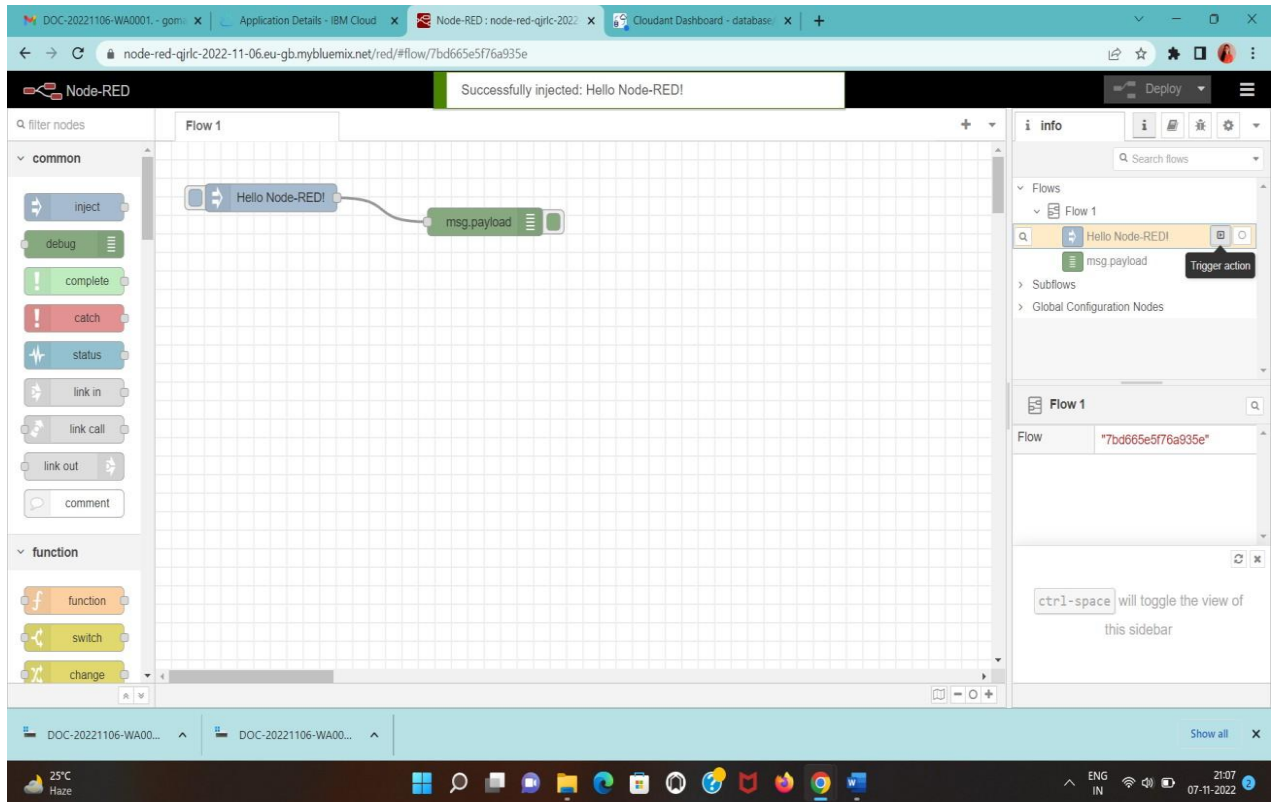 DOC-20221106-WA0001. - goma
Application Details - IBM Cloud
Node-RED : node-red-qjrlc-2022
Cloudant Dashboard - database/
node-red-qjrlc-2022-11-06.eu-gb.mybluemix.net/red/#flow/7bd665e5f76a935e
Node-RED
Successfully injected: Hello Node-RED!
Deploy
filter nodes
Flow 1
i info
i
Search flows
common
inject
debug
complete
catch
status
link in
link call
link out
comment
function
function
switch
change
Hello Node-RED!
msg.payload
Flows
Flow 1
Hello Node-RED!
msg.payload
Trigger action
Subflows
Global Configuration Nodes
Flow 1
Flow "7bd665e5f76a935e"
ctrl-space will toggle the view of
this sidebar
DOC-20221106-WA00...
DOC-20221106-WA00...
Show all
25°C
Haze
ENG
IN
21:07
07-11-2022
2